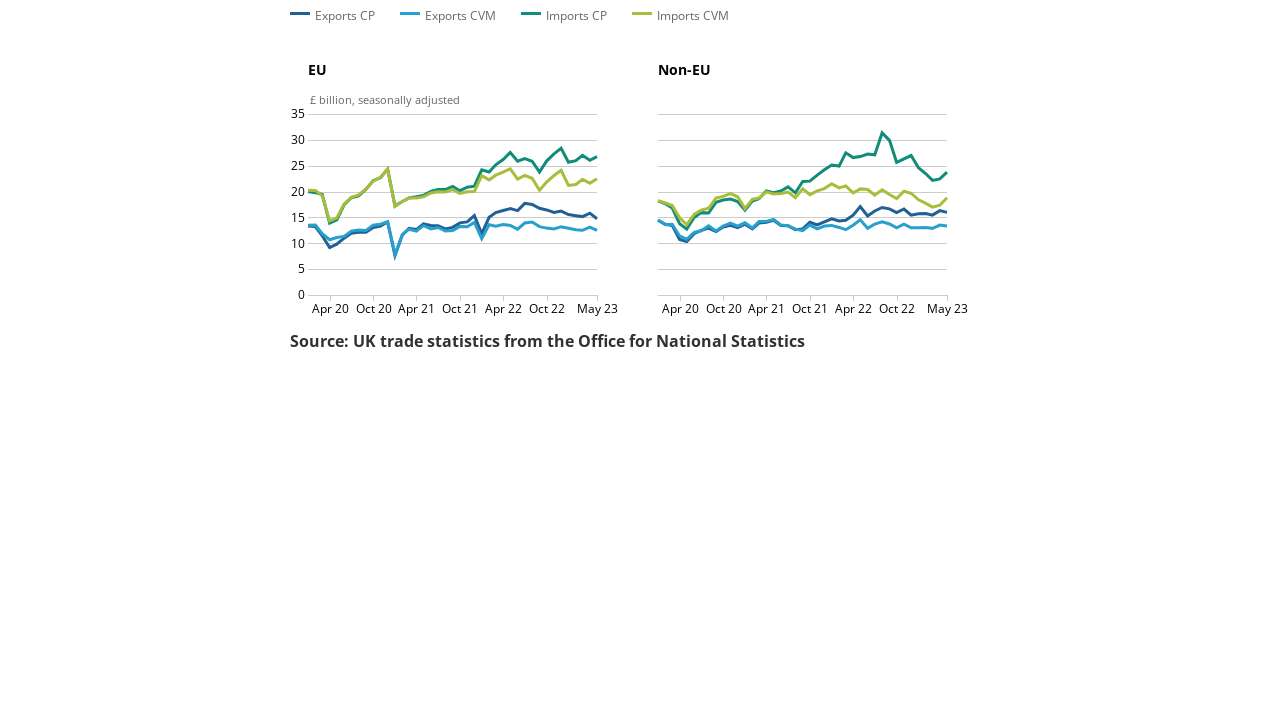 Exports CP Exports CVM Imports CP Imports CVM
EU Non-EU
£ billion, seasonally adjusted
35
30
25
20
15
10
5
0
Apr 20 Oct 20 Apr 21 Oct 21 Apr 22 Oct 22 May 23 Apr 20 Oct 20 Apr 21 Oct 21 Apr 22 Oct 22 May 23
Source: UK trade statistics from the Office for National Statistics